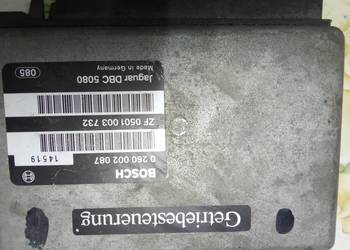 Getriebesteuerung
BOSCH
0 260 002 087
14519
ZF 0501 003 732
Jaguar DBC 5080
Made in Germany
085